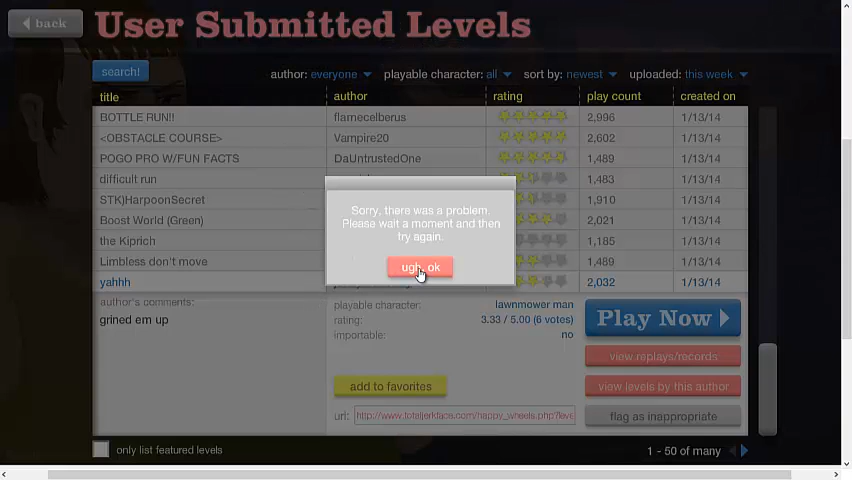 back
User Submitted Levels
search!
author: everyone playable character: all sort by: newest uploaded: this week
title author rating play count created on
BOTTLE RUN!! flamecelberus 2,996 1/13/14
<OBSTACLE COURSE> Vampire20 2,602 1/13/14
POGO PRO W/FUN FACTS DaUntrustedOne 1,489 1/13/14
difficult run 1,483 1/13/14
STK)HarpoonSecret 1,910 1/13/14
Boost World (Green) 2,021 1/13/14
the Kiprich 1,185 1/13/14
Limbless don't move 1,489 1/13/14
yahhh 2,032 1/13/14
Sorry, there was a problem.
Please wait a moment and then
try again.
ugh, ok
author's comments:
grined em up
playable character: lawnmower man
rating: 3.33 / 5.00 (6 votes)
importable: no
add to favorites
url: http://www.totaljerkface.com/happy_wheels.php?leve
Play Now
view replays/records
view levels by this author
flag as inappropriate
only list featured levels
1 - 50 of many